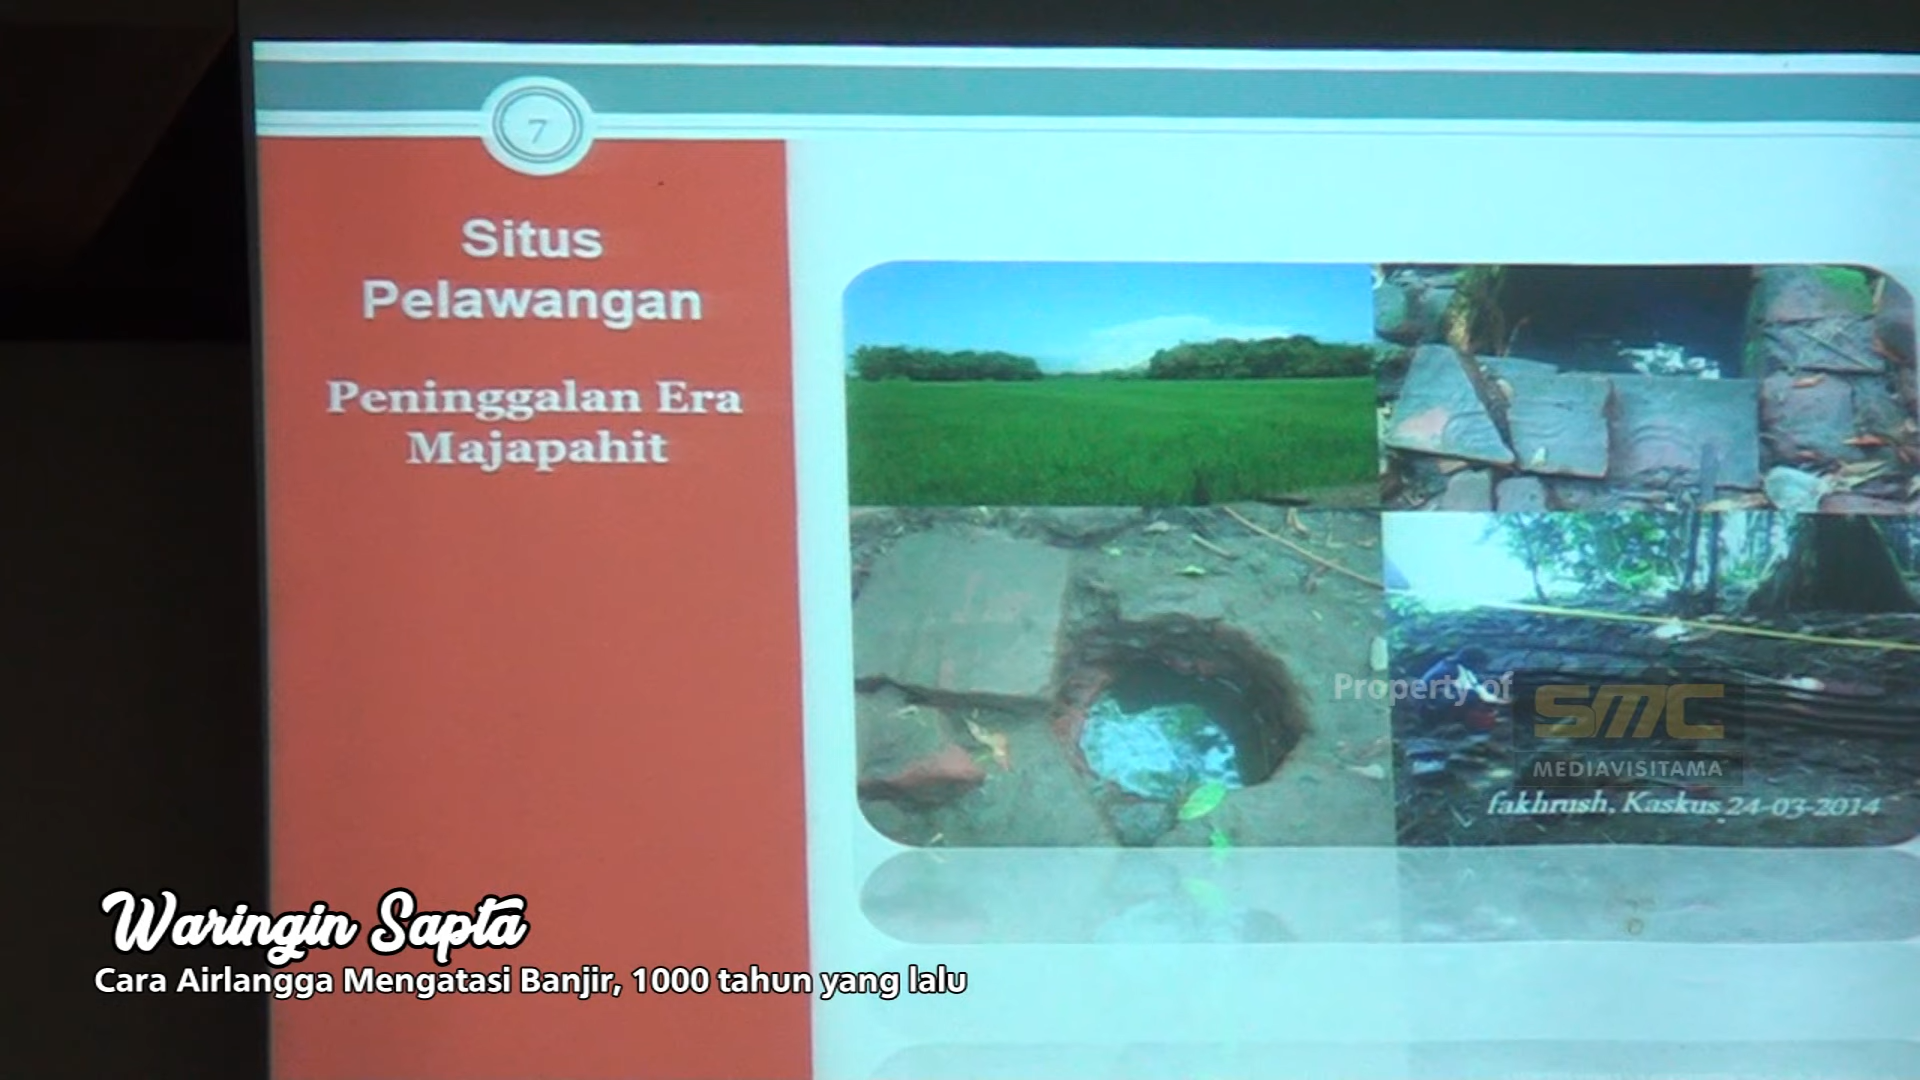 7
Situs
Pelawangan
Peninggalan Era
Majapahit
Property of
SMC
MEDIAVISITAMA
fakhrush, Kaskus 24-03-2014
Waringin Sapta
Cara Airlangga Mengatasi Banjir, 1000 tahun yang lalu